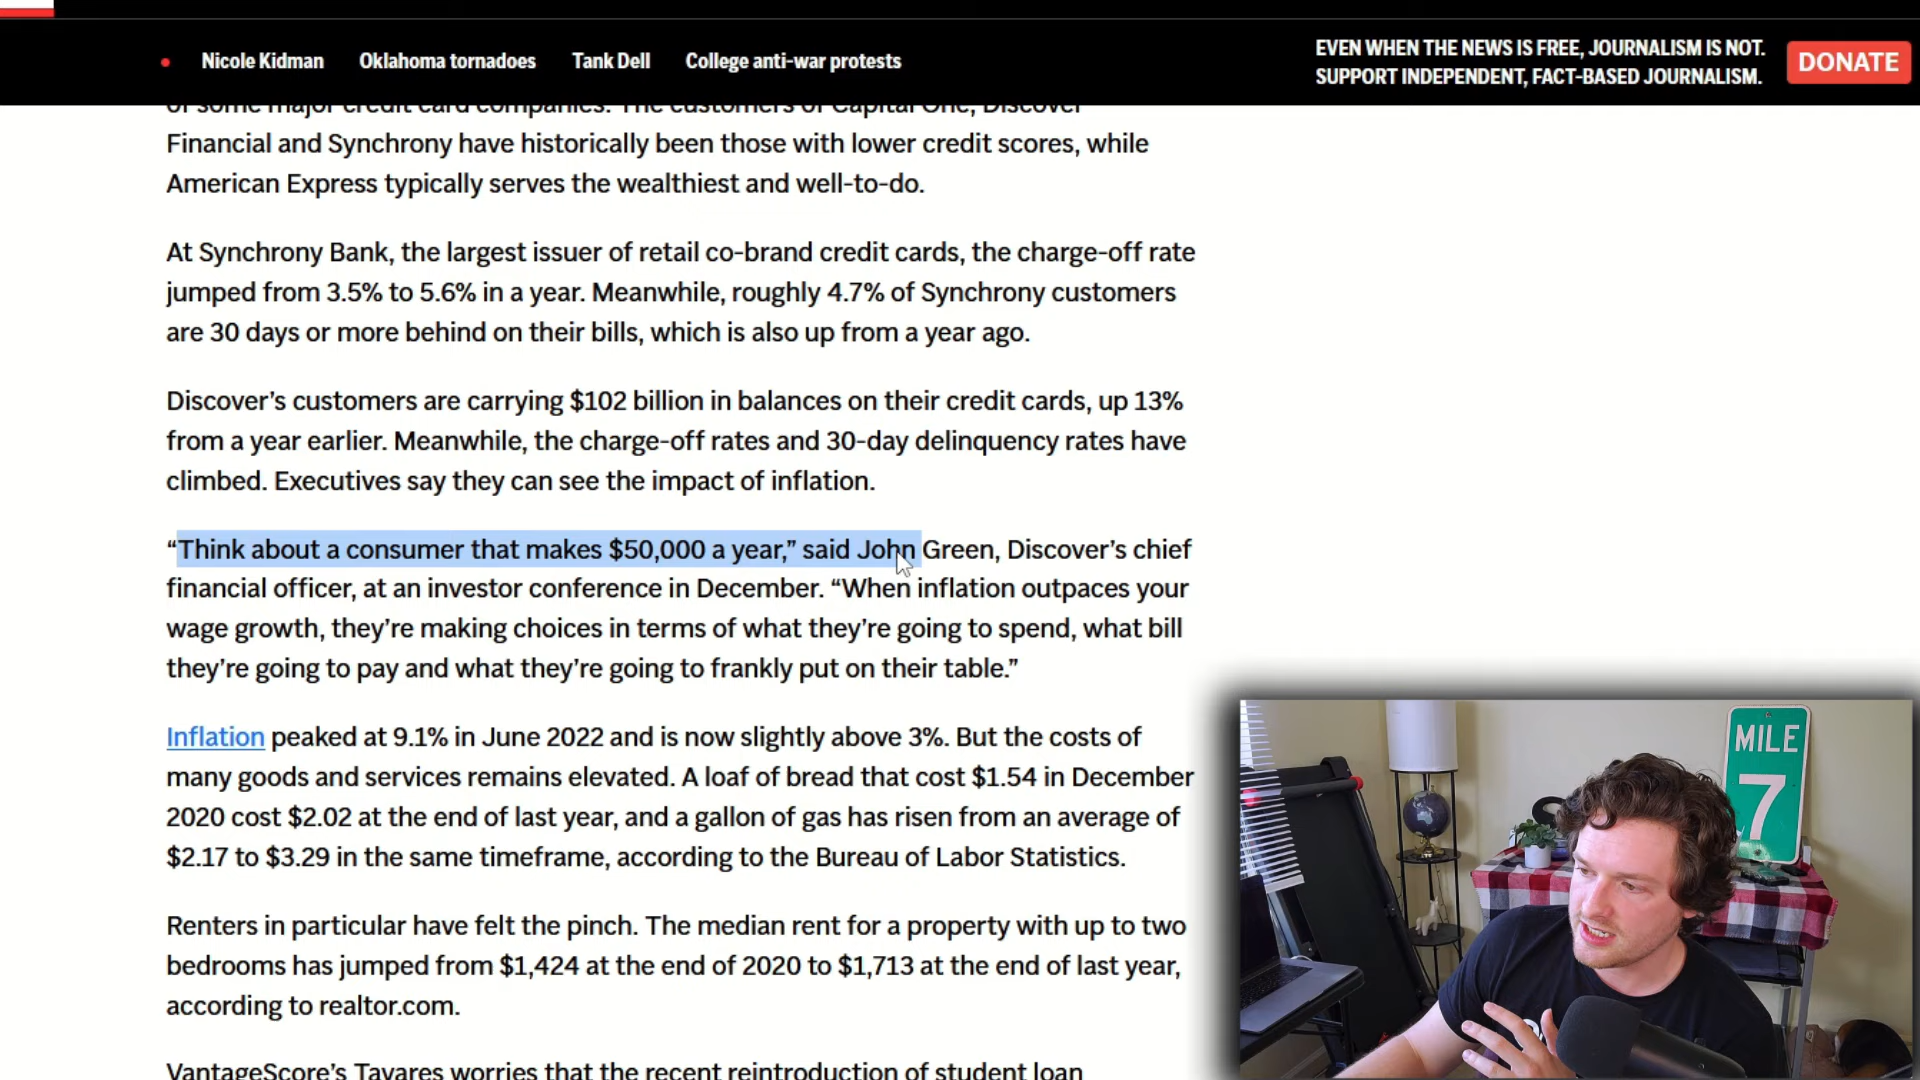 Nicole Kidman
Oklahoma tornadoes
Tank Dell
College anti-war protests
EVEN WHEN THE NEWS IS FREE, JOURNALISM IS NOT.
SUPPORT INDEPENDENT, FACT-BASED JOURNALISM.
DONATE
of some major credit card companies. The customers of Capital One, Discover
Financial and Synchrony have historically been those with lower credit scores, while
American Express typically serves the wealthiest and well-to-do.
At Synchrony Bank, the largest issuer of retail co-brand credit cards, the charge-off rate
jumped from 3.5% to 5.6% in a year. Meanwhile, roughly 4.7% of Synchrony customers
are 30 days or more behind on their bills, which is also up from a year ago.
Discover’s customers are carrying $102 billion in balances on their credit cards, up 13%
from a year earlier. Meanwhile, the charge-off rates and 30-day delinquency rates have
climbed. Executives say they can see the impact of inflation.
“Think about a consumer that makes $50,000 a year,” said John Green, Discover’s chief
financial officer, at an investor conference in December. “When inflation outpaces your
wage growth, they’re making choices in terms of what they’re going to spend, what bill
they’re going to pay and what they’re going to frankly put on their table.”
Inflation peaked at 9.1% in June 2022 and is now slightly above 3%. But the costs of
many goods and services remains elevated. A loaf of bread that cost $1.54 in December
2020 cost $2.02 at the end of last year, and a gallon of gas has risen from an average of
$2.17 to $3.29 in the same timeframe, according to the Bureau of Labor Statistics.
Renters in particular have felt the pinch. The median rent for a property with up to two
bedrooms has jumped from $1,424 at the end of 2020 to $1,713 at the end of last year,
according to realtor.com.
VantageScore’s Tavares worries that the recent reintroduction of student loan
MILE
7